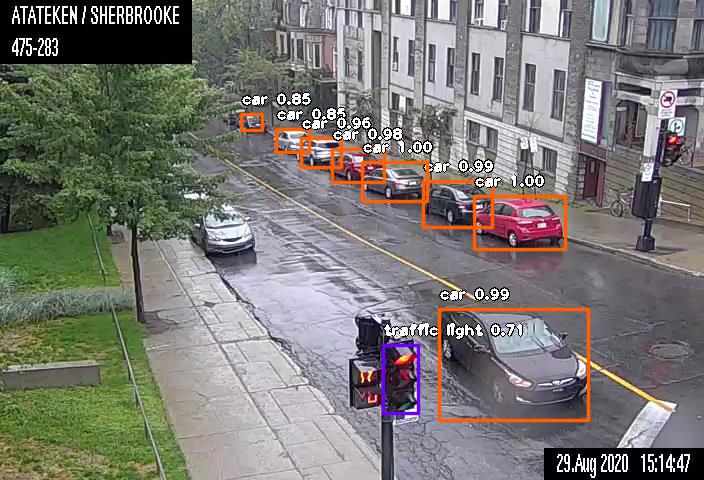 ATATEKEN / SHERBROOKE
475-283
car 0.85
car 0.85
car 0.96
car 0.98
car 1.00
car 0.99
car 1.00
car 0.99
traffic light 0.71
29.Aug 2020 15:14:47